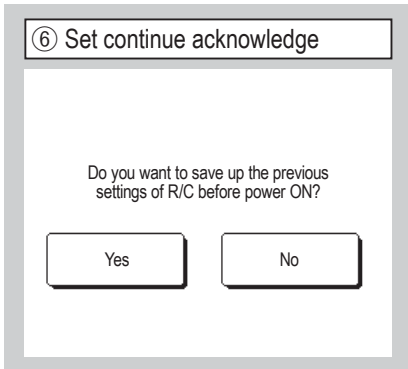 ⑥ Set continue acknowledge
Do you want to save up the previous
settings of R/C before power ON?
Yes
No